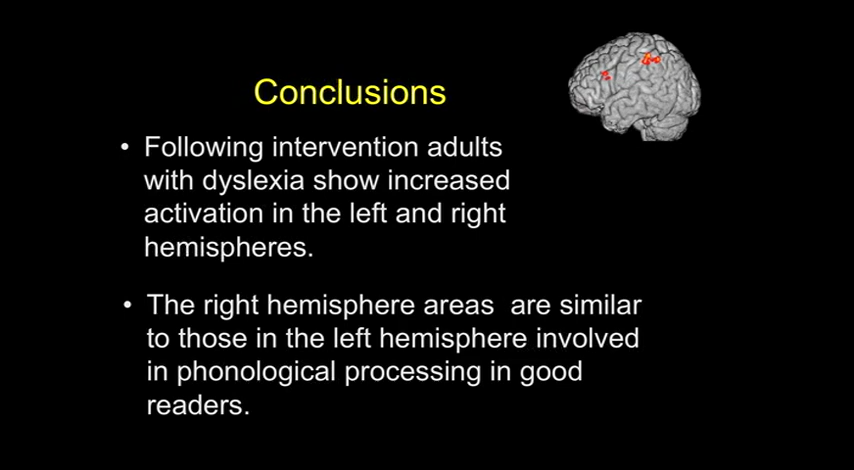 Conclusions
• Following intervention adults
with dyslexia show increased
activation in the left and right
hemispheres.
• The right hemisphere areas are similar
to those in the left hemisphere involved
in phonological processing in good
readers.